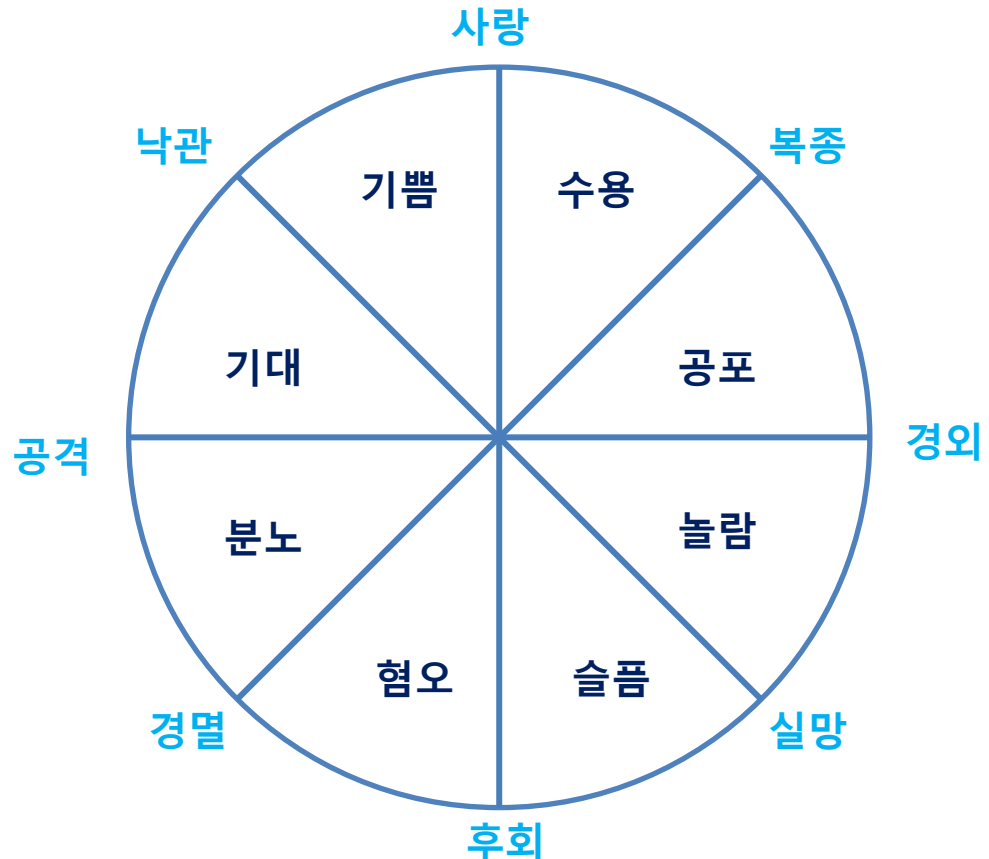 사랑
낙관
복종
기쁨
수용
기대
공포
공격
경외
분노
놀람
혐오
슬픔
경멸
실망
후회